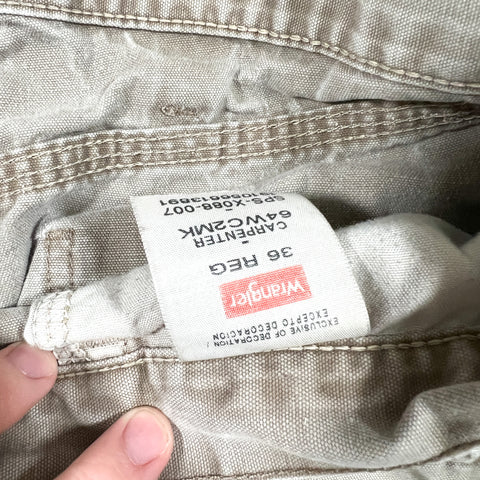 EXCLUSIVE OF DECORATION /
EXCEPTO DECORACION
Wrangler
36 REG
-
CARPENTER
64WC2MK
SPS-X088-007